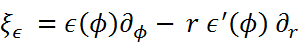 ξ_ϵ = ϵ(ϕ)∂_ϕ − r ϵ′(ϕ) ∂_r